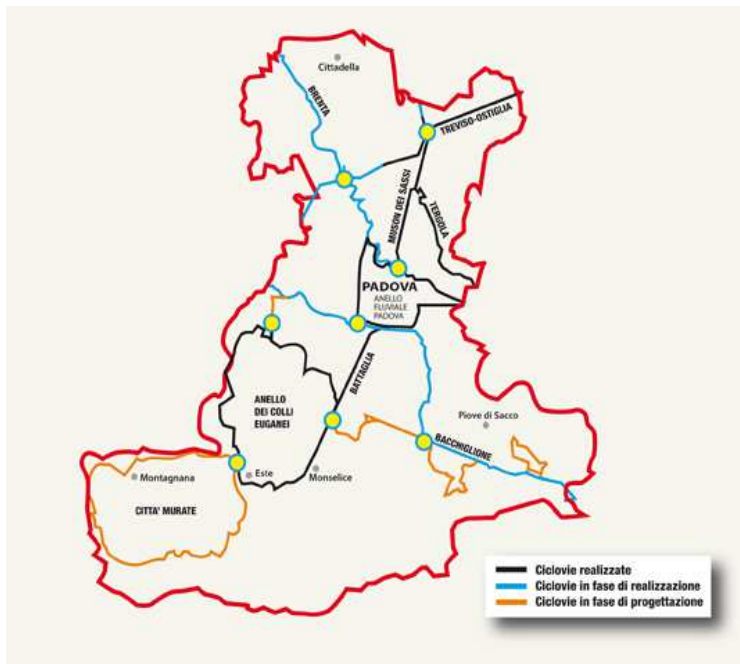 Cittadella
BRENTA
TREVISO-OSTIGLIA
MUSON DEI SASSI
TERGOLA
PADOVA
ANELLO
FLUVIALE
PADOVA
BATTAGLIA
ANELLO
DEI COLLI
EUGANEI
Piove di Sacco
BACCHIGLIONE
Montagnana
Este
Monselice
CITTA' MURATE
Ciclovie realizzate
Ciclovie in fase di realizzazione
Ciclovie in fase di progettazione